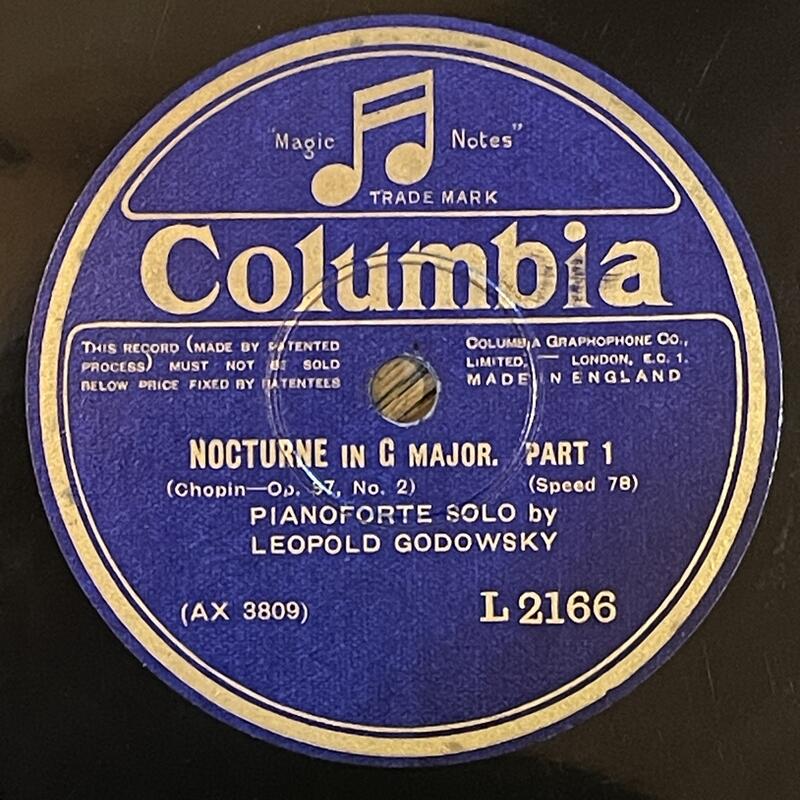 "Magic Notes"
TRADE MARK
Columbia
THIS RECORD (MADE BY PATENTED
PROCESS) MUST NOT BE SOLD
BELOW PRICE FIXED BY PATENTEES
COLUMBIA GRAPHOPHONE CO.,
LIMITED, — LONDON, E.C. 1.
MADE IN ENGLAND
NOCTURNE IN G MAJOR. PART 1
(Chopin—Op. 37, No. 2) (Speed 78)
PIANOFORTE SOLO by
LEOPOLD GODOWSKY
(AX 3809) L 2166